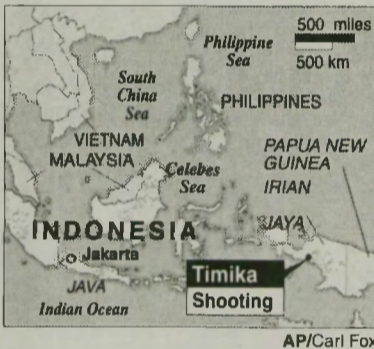 500 miles
500 km
Philippine
Sea
South
China
Sea
PHILIPPINES
VIETNAM
MALAYSIA
Celebes
Sea
PAPUA NEW
GUINEA
IRIAN
JAYA
INDONESIA
Jakarta
Timika
Shooting
JAVA
Indian Ocean
AP/Carl Fox